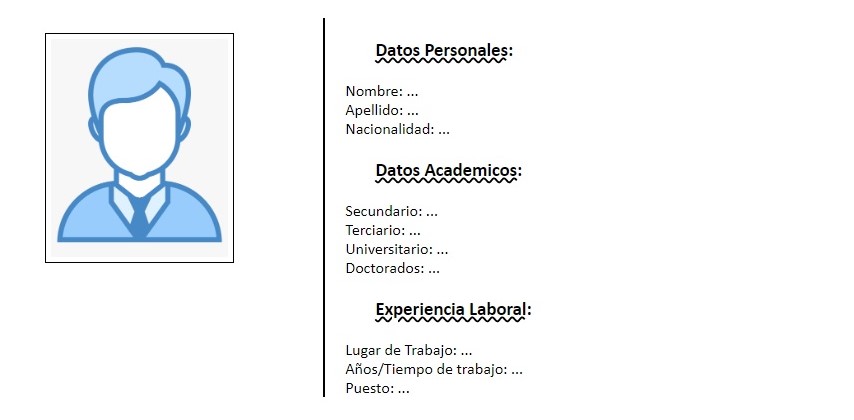 Datos Personales:
Nombre: ...
Apellido: ...
Nacionalidad: ...
Datos Academicos:
Secundario: ...
Terciario: ...
Universitario: ...
Doctorados: ...
Experiencia Laboral:
Lugar de Trabajo: ...
Años/Tiempo de trabajo: ...
Puesto: ...